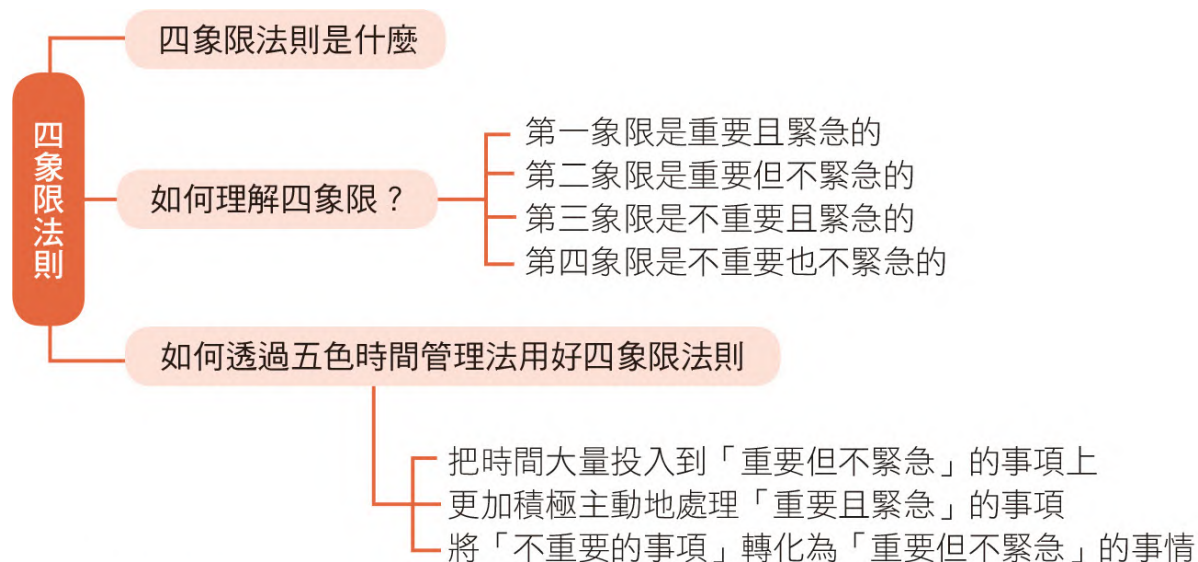 四象限法則
四象限法則是什麼
如何理解四象限？
第一象限是重要且緊急的
第二象限是重要但不緊急的
第三象限是不重要且緊急的
第四象限是不重要也不緊急的
如何透過五色時間管理法用好四象限法則
把時間大量投入到「重要但不緊急」的事項上
更加積極主動地處理「重要且緊急」的事項
將「不重要的事項」轉化為「重要但不緊急」的事情